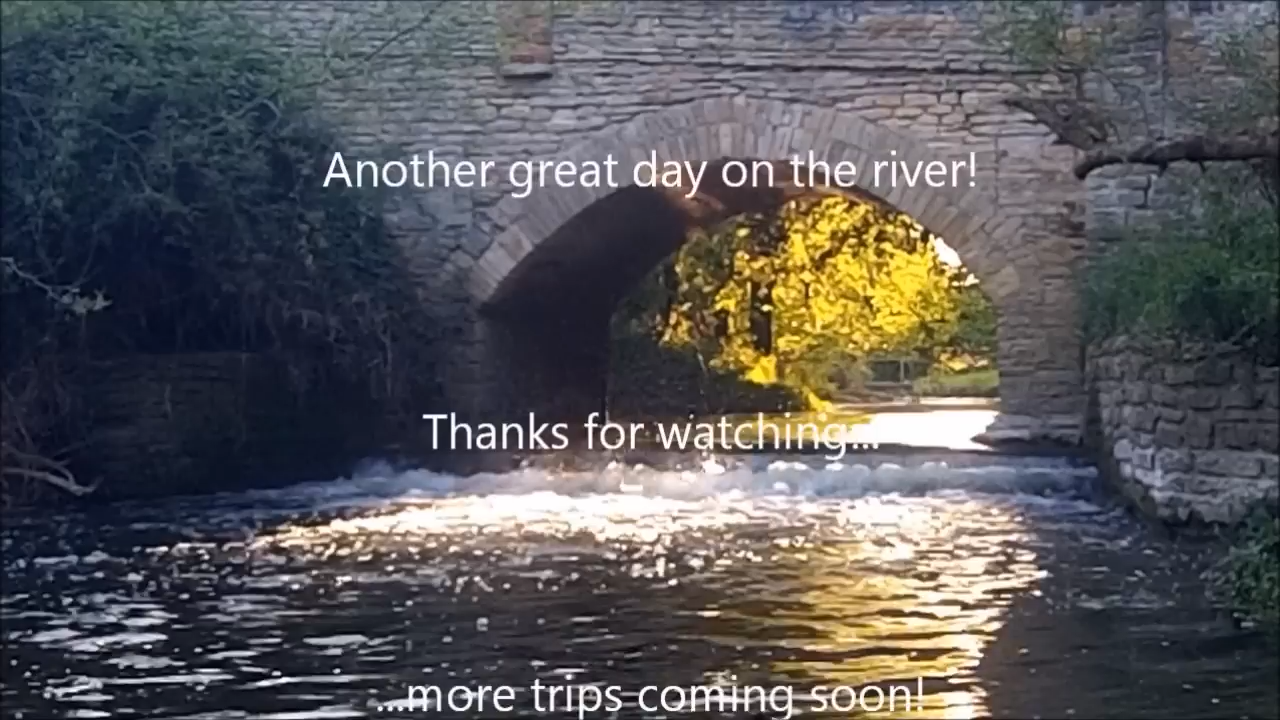 Another great day on the river!
Thanks for watching...
...more trips coming soon!